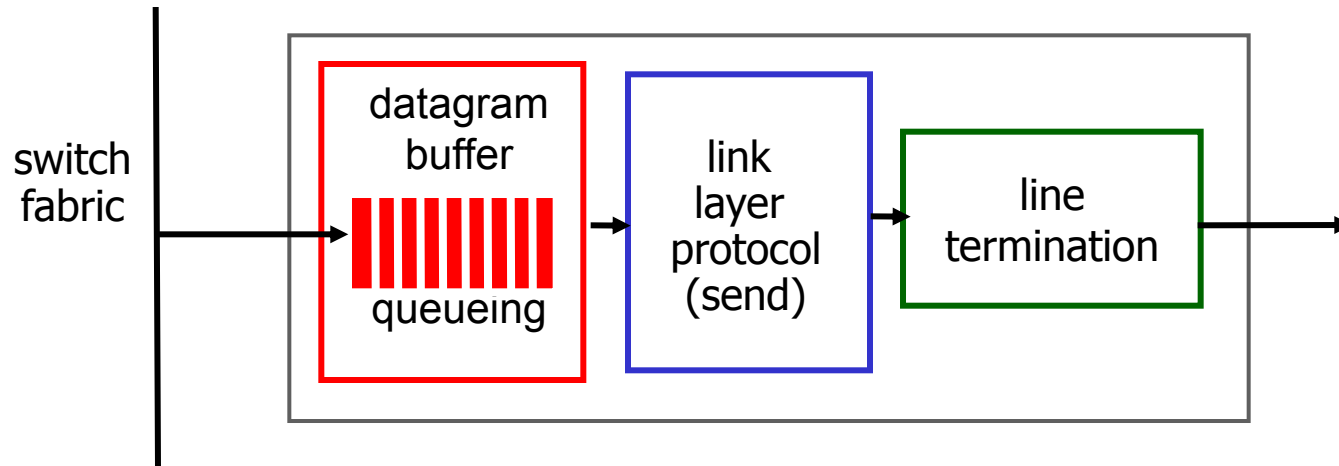 switch
fabric
datagram
buffer
queueing
link
layer
protocol
(send)
line
termination